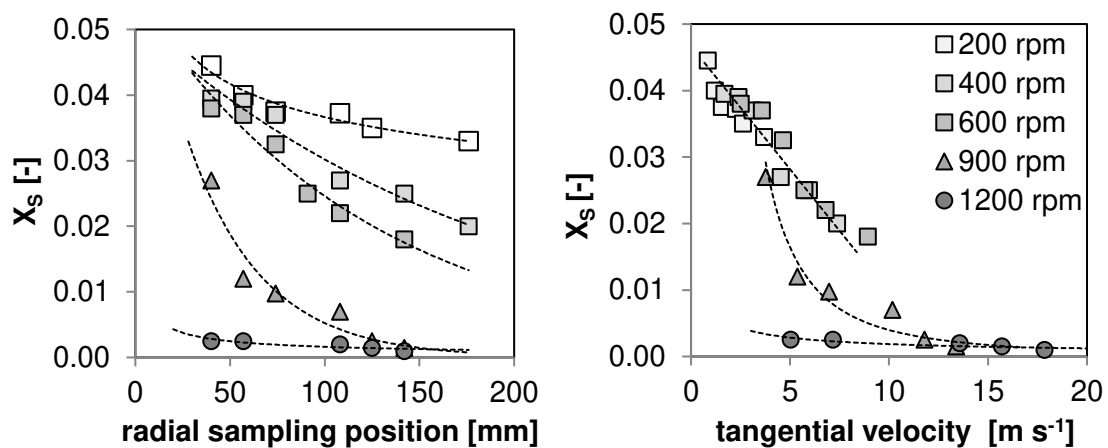 0.05
0.04
0.03
0.02
0.01
0.00
X_S [-]
0 50 100 150 200
radial sampling position [mm]
0.05
0.04
0.03
0.02
0.01
0.00
X_S [-]
0 5 10 15 20
tangential velocity [m s⁻¹]
200 rpm
400 rpm
600 rpm
900 rpm
1200 rpm